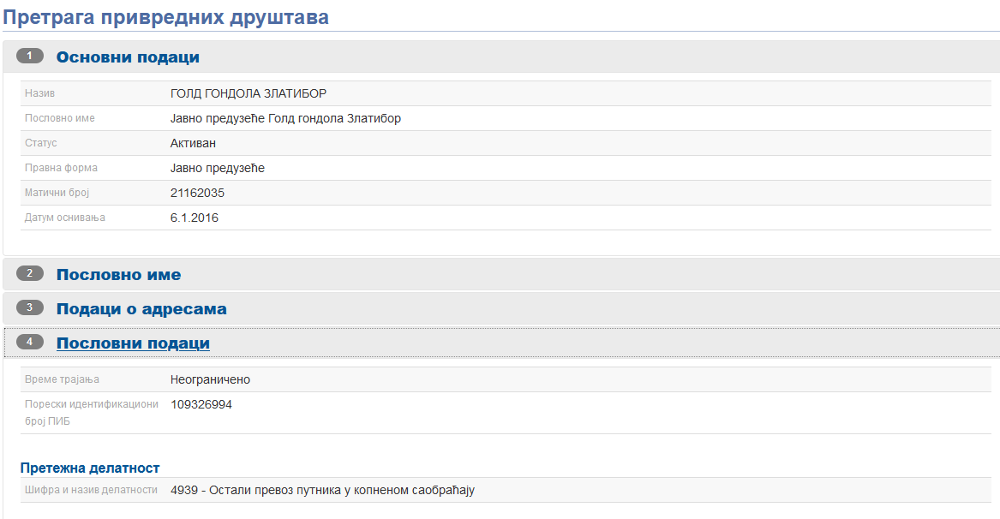 Претрага привредних друштава
1 Основни подаци
Назив ГОЛД ГОНДОЛА ЗЛАТИБОР
Пословно име Јавно предузеће Голд гондола Златибор
Статус Активан
Правна форма Јавно предузеће
Матични број 21162035
Датум оснивања 6.1.2016
2 Пословно име
3 Подаци о адресама
4 Пословни подаци
Време трајања Неограничено
Порески идентификациони 109326994
број ПИБ
Претежна делатност
Шифра и назив делатности 4939 - Остали превоз путника у копненом саобраћају